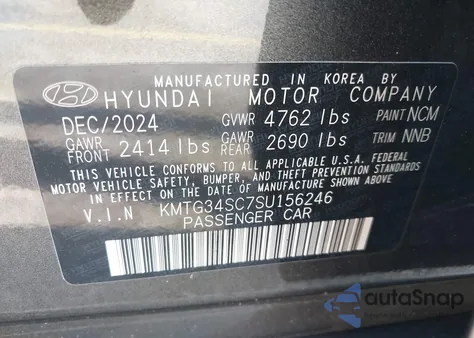 MANUFACTURED IN KOREA BY
HYUNDAI MOTOR COMPANY
DEC/2024 GVWR 4762 lbs PAINT NCM
GAWR FRONT 2414 lbs GAWR REAR 2690 lbs TRIM NNB
THIS VEHICLE CONFORMS TO ALL APPLICABLE U.S.A. FEDERAL
MOTOR VEHICLE SAFETY, BUMPER, AND THEFT PREVENTION STANDARDS
IN EFFECT ON THE DATE OF MANUFACTURE SHOWN ABOVE.
V.I.N KMTG34SC7SU156246
PASSENGER CAR
autoSnap